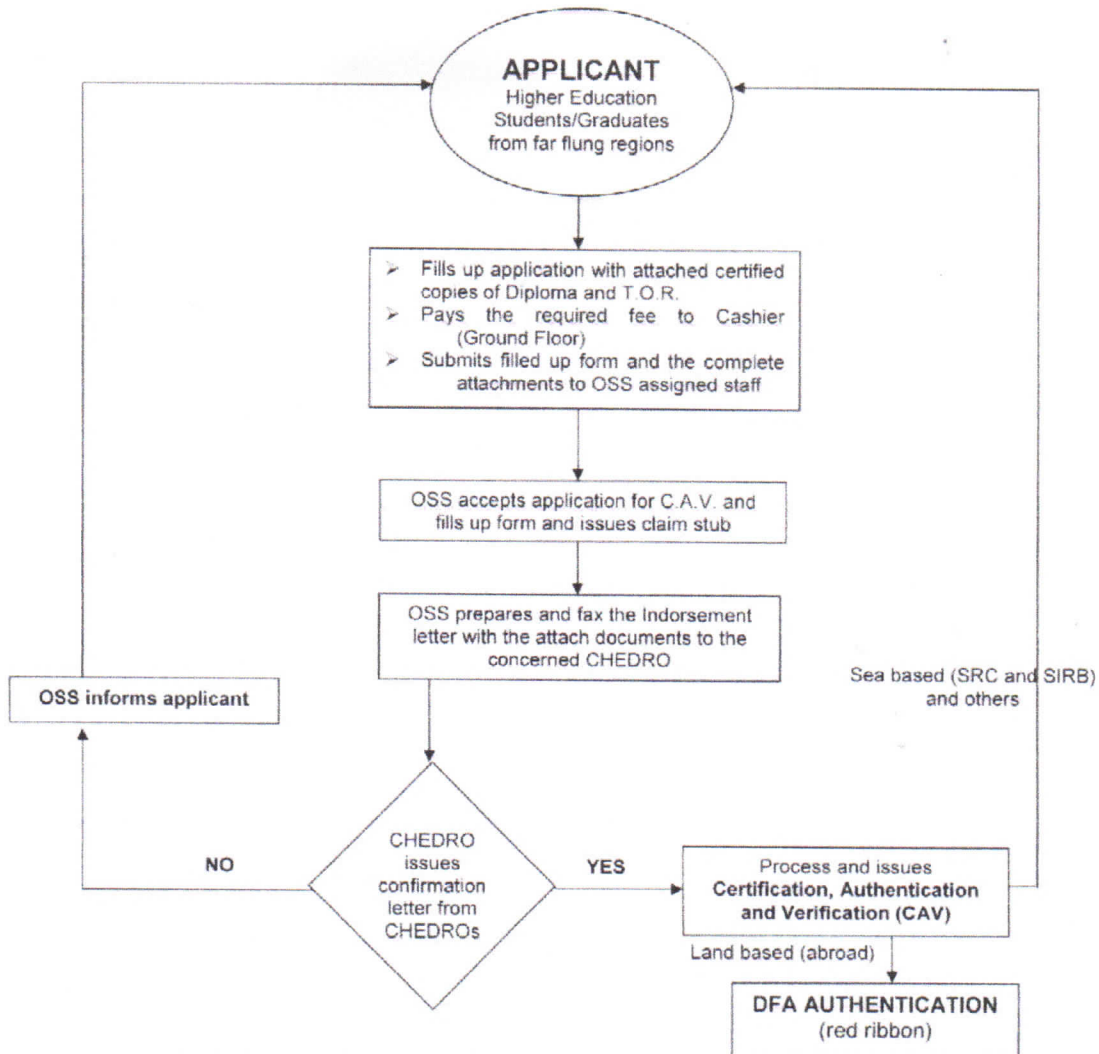 APPLICANT
Higher Education
Students/Graduates
from far flung regions
➢ Fills up application with attached certified
copies of Diploma and T.O.R.
➢ Pays the required fee to Cashier
(Ground Floor)
➢ Submits filled up form and the complete
attachments to OSS assigned staff
OSS accepts application for C.A.V. and
fills up form and issues claim stub
OSS prepares and fax the Indorsement
letter with the attach documents to the
concerned CHEDRO
Sea based (SRC and SIRB)
and others
OSS informs applicant
CHEDRO
issues
confirmation
letter from
CHEDROs
NO
YES
Process and issues
Certification, Authentication
and Verification (CAV)
Land based (abroad)
DFA AUTHENTICATION
(red ribbon)